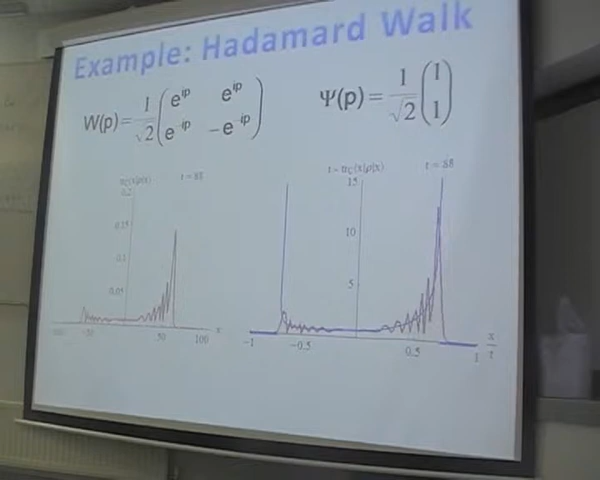 Example: Hadamard Walk
W(p)= 1/√2 ( e^ip e^ip
e^-ip -e^-ip )
Ψ(p)= 1/√2 ( 1
1 )
t = 88
0.2
0.15
0.1
0.05
-100 -50 50 100 x
t = 88
15
10
5
-1 -0.5 0.5 1 x/t